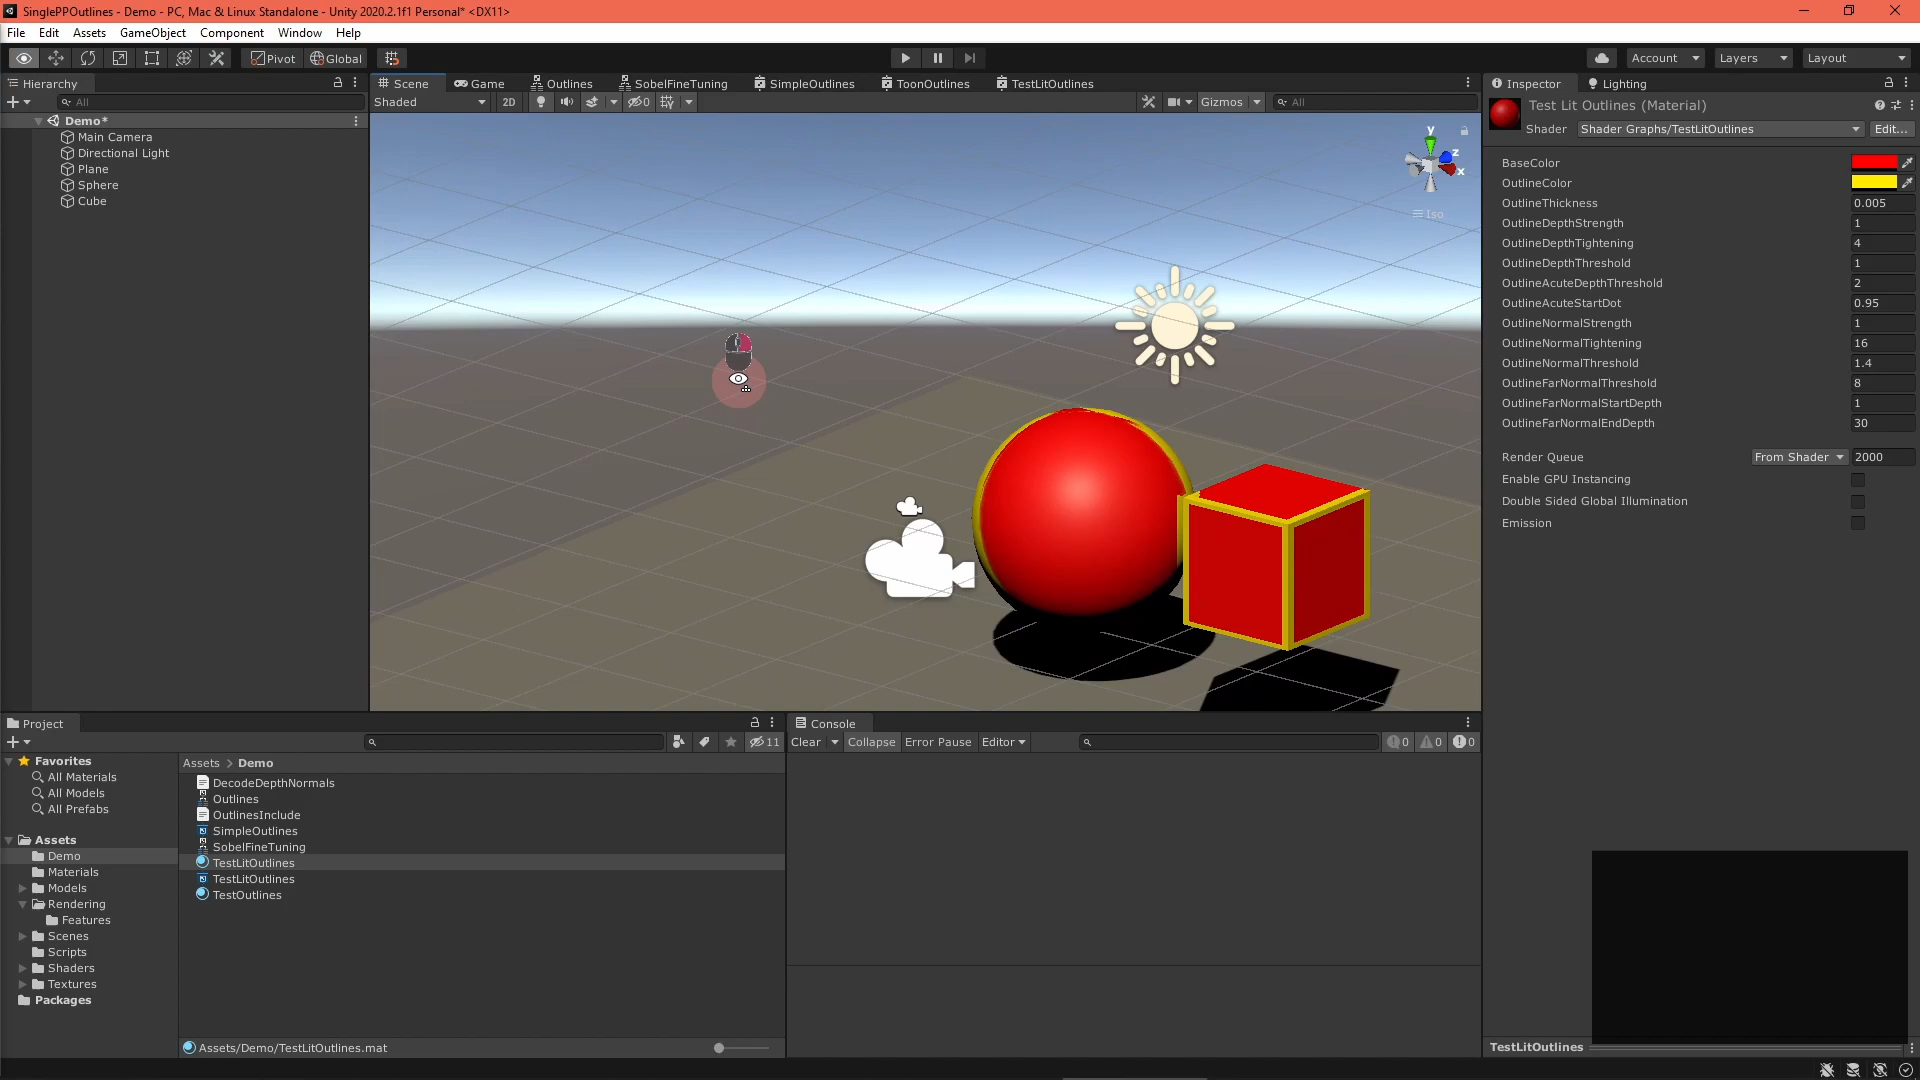 SinglePPOutlines - Demo - PC, Mac & Linux Standalone - Unity 2020.2.1f1 Personal* <DX11>
File Edit Assets GameObject Component Window Help
Pivot Global Account Layers Layout
Hierarchy
All
Demo*
Main Camera
Directional Light
Plane
Sphere
Cube
Scene Game Outlines SobelFineTuning SimpleOutlines ToonOutlines TestLitOutlines
Shaded 2D 0 Gizmos All
y
z
x
Iso
Inspector Lighting
Test Lit Outlines (Material)
Shader Shader Graphs/TestLitOutlines Edit...
BaseColor
OutlineColor
OutlineThickness 0.005
OutlineDepthStrength 1
OutlineDepthTightening 4
OutlineDepthThreshold 1
OutlineAcuteDepthThreshold 2
OutlineAcuteStartDot 0.95
OutlineNormalStrength 1
OutlineNormalTightening 16
OutlineNormalThreshold 1.4
OutlineFarNormalThreshold 8
OutlineFarNormalStartDepth 1
OutlineFarNormalEndDepth 30
Render Queue From Shader 2000
Enable GPU Instancing
Double Sided Global Illumination
Emission
TestLitOutlines
Project
11
Favorites
All Materials
All Models
All Prefabs
Assets
Demo
Materials
Models
Rendering
Features
Scenes
Scripts
Shaders
Textures
Packages
Assets > Demo
DecodeDepthNormals
Outlines
OutlinesInclude
SimpleOutlines
SobelFineTuning
TestLitOutlines
TestLitOutlines
TestOutlines
Assets/Demo/TestLitOutlines.mat
Console
Clear Collapse Error Pause Editor 0 0 0